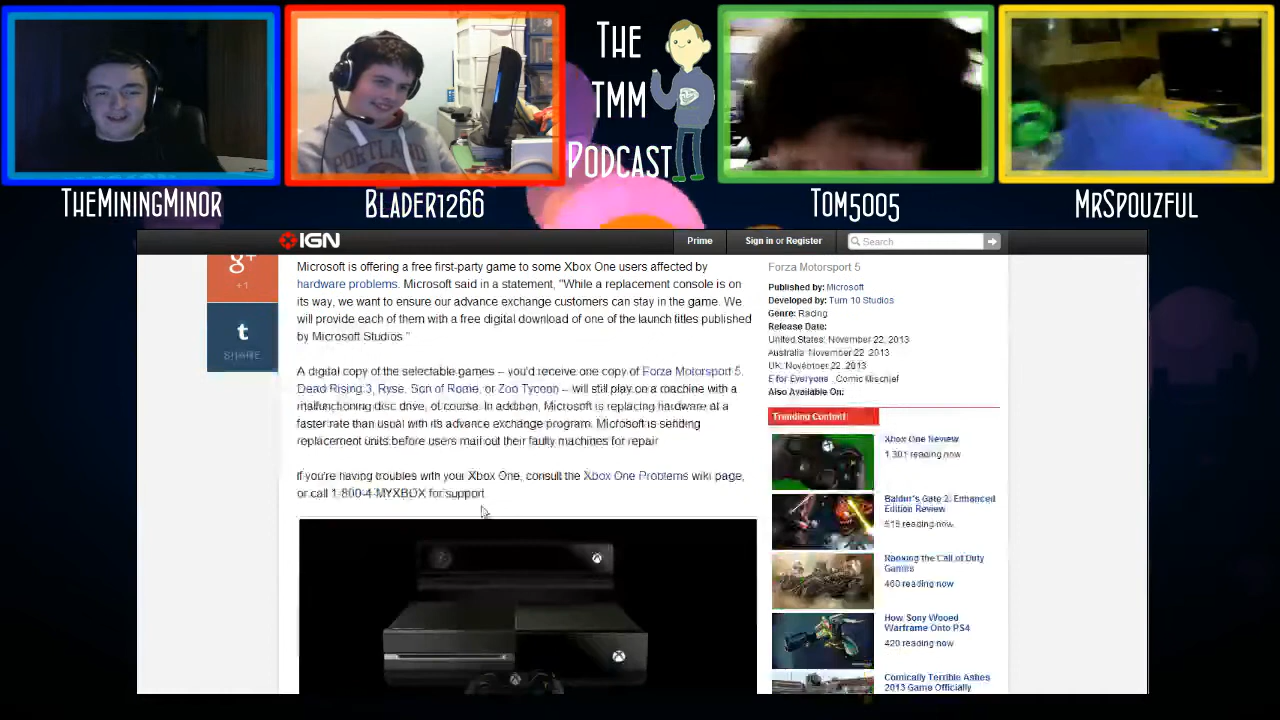 THE
TMM
PODCAST
PORTLAND
THEMININGMINOR
BLADER1266
TOM5005
MRSPOUZFUL
IGN
Prime
Sign in or Register
Search
g+
+1
t
SHARE
Microsoft is offering a free first-party game to some Xbox One users affected by
hardware problems. Microsoft said in a statement, "While a replacement console is on
its way, we want to ensure our advance exchange customers can stay in the game. We
will provide each of them with a free digital download of one of the launch titles published
by Microsoft Studios."
A digital copy of the selectable games – you'd receive one copy of Forza Motorsport 5,
Dead Rising 3, Ryse: Son of Rome, or Zoo Tycoon – will still play on a machine with a
malfunctioning disc drive, of course. In addition, Microsoft is replacing hardware at a
faster rate than usual with its advance exchange program. Microsoft is sending
replacement units before users mail out their faulty machines for repair.
If you're having troubles with your Xbox One, consult the Xbox One Problems wiki page,
or call 1-800-4-MYXBOX for support.
Forza Motorsport 5
Published by: Microsoft
Developed by: Turn 10 Studios
Genre: Racing
Release Date:
United States: November 22, 2013
Australia: November 22, 2013
UK: November 22, 2013
E for Everyone : Comic Mischief
Also Available On:
Trending Content!
Xbox One Review
1,301 reading now
Baldur's Gate 2: Enhanced
Edition Review
518 reading now
Ranking the Call of Duty
Games
460 reading now
How Sony Wooed
Warframe Onto PS4
420 reading now
Comically Terrible Ashes
2013 Game Officially